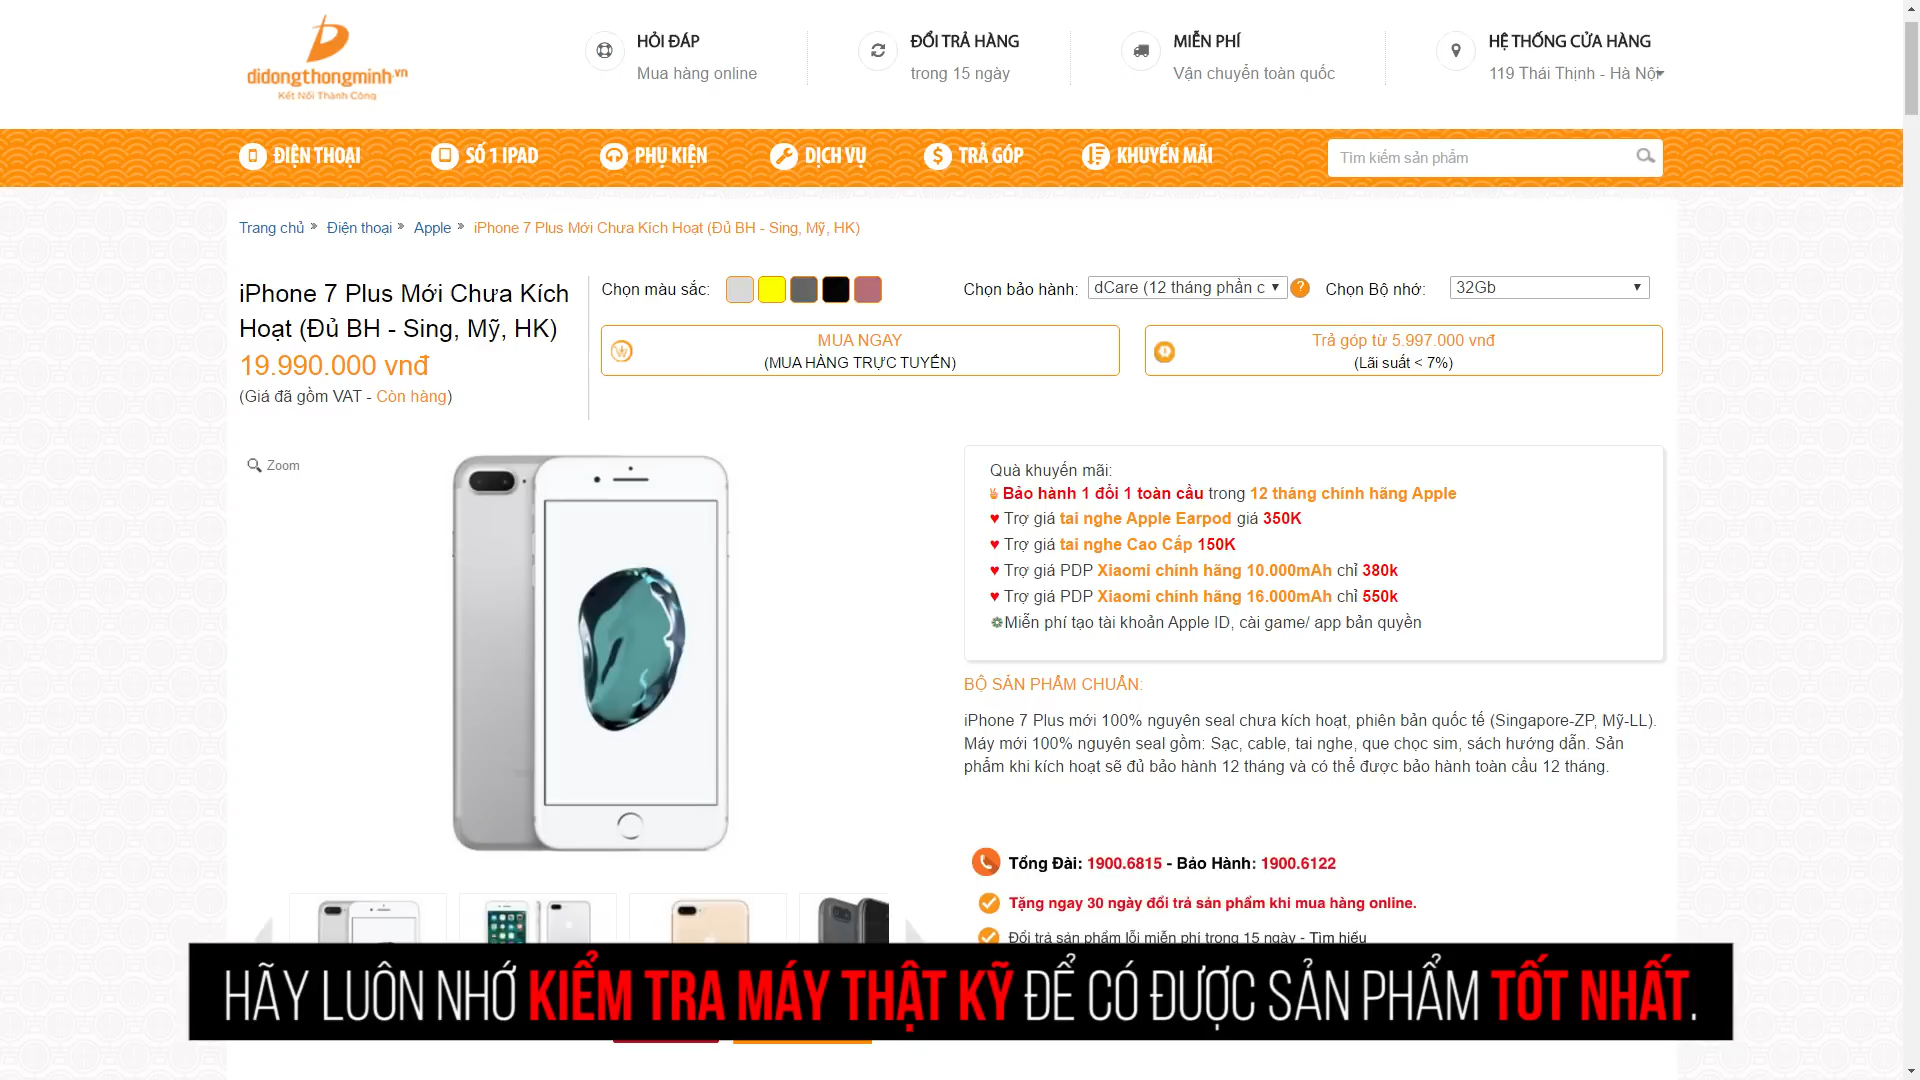 didongthongminh.vn
Kết Nối Thành Công
HỎI ĐÁP
Mua hàng online
ĐỔI TRẢ HÀNG
trong 15 ngày
MIỄN PHÍ
Vận chuyển toàn quốc
HỆ THỐNG CỬA HÀNG
119 Thái Thịnh - Hà Nội
ĐIỆN THOẠI
SỐ 1 IPAD
PHỤ KIỆN
DỊCH VỤ
TRẢ GÓP
KHUYẾN MÃI
Tìm kiếm sản phẩm
Trang chủ » Điện thoại » Apple » iPhone 7 Plus Mới Chưa Kích Hoạt (Đủ BH - Sing, Mỹ, HK)
iPhone 7 Plus Mới Chưa Kích
Hoạt (Đủ BH - Sing, Mỹ, HK)
19.990.000 vnđ
(Giá đã gồm VAT - Còn hàng)
Chọn màu sắc:
Chọn bảo hành: dCare (12 tháng phần c
?
Chọn Bộ nhớ: 32Gb
MUA NGAY
(MUA HÀNG TRỰC TUYẾN)
Trả góp từ 5.997.000 vnđ
(Lãi suất < 7%)
Zoom
Quà khuyến mãi:
Bảo hành 1 đổi 1 toàn cầu trong 12 tháng chính hãng Apple
♥ Trợ giá tai nghe Apple Earpod giá 350K
♥ Trợ giá tai nghe Cao Cấp 150K
♥ Trợ giá PDP Xiaomi chính hãng 10.000mAh chỉ 380k
♥ Trợ giá PDP Xiaomi chính hãng 16.000mAh chỉ 550k
Miễn phí tạo tài khoản Apple ID, cài game/ app bản quyền
BỘ SẢN PHẨM CHUẨN:
iPhone 7 Plus mới 100% nguyên seal chưa kích hoạt, phiên bản quốc tế (Singapore-ZP, Mỹ-LL).
Máy mới 100% nguyên seal gồm: Sạc, cable, tai nghe, que chọc sim, sách hướng dẫn. Sản
phẩm khi kích hoạt sẽ đủ bảo hành 12 tháng và có thể được bảo hành toàn cầu 12 tháng.
Tổng Đài: 1900.6815 - Bảo Hành: 1900.6122
Tặng ngay 30 ngày đổi trả sản phẩm khi mua hàng online.
Đổi trả sản phẩm lỗi miễn phí trong 15 ngày - Tìm hiểu
HÃY LUÔN NHỚ KIỂM TRA MÁY THẬT KỸ ĐỂ CÓ ĐƯỢC SẢN PHẨM TỐT NHẤT.